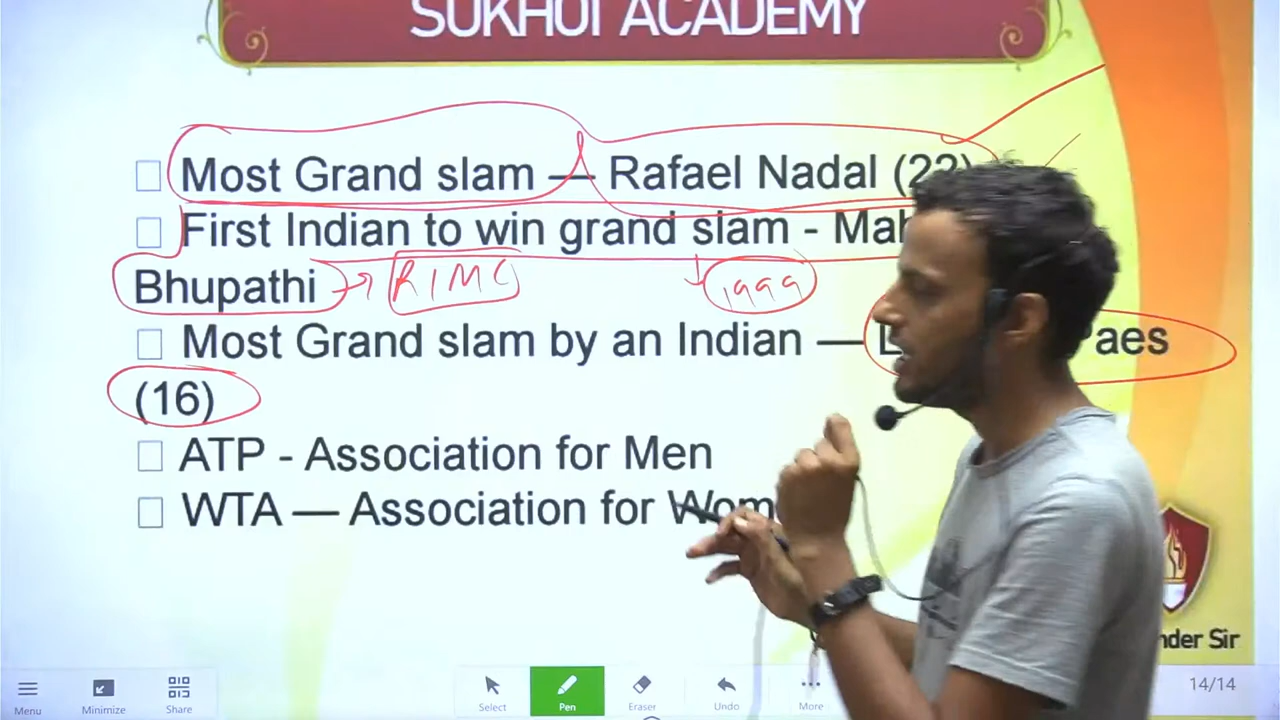 SUKHOI ACADEMY
Most Grand slam — Rafael Nadal (22)
First Indian to win grand slam - Mah
Bhupathi → RIMC 1999
Most Grand slam by an Indian — L Paes
(16)
ATP - Association for Men
WTA — Association for Wom
nder Sir
Menu Minimize Share Select Pen Eraser Undo More 14/14